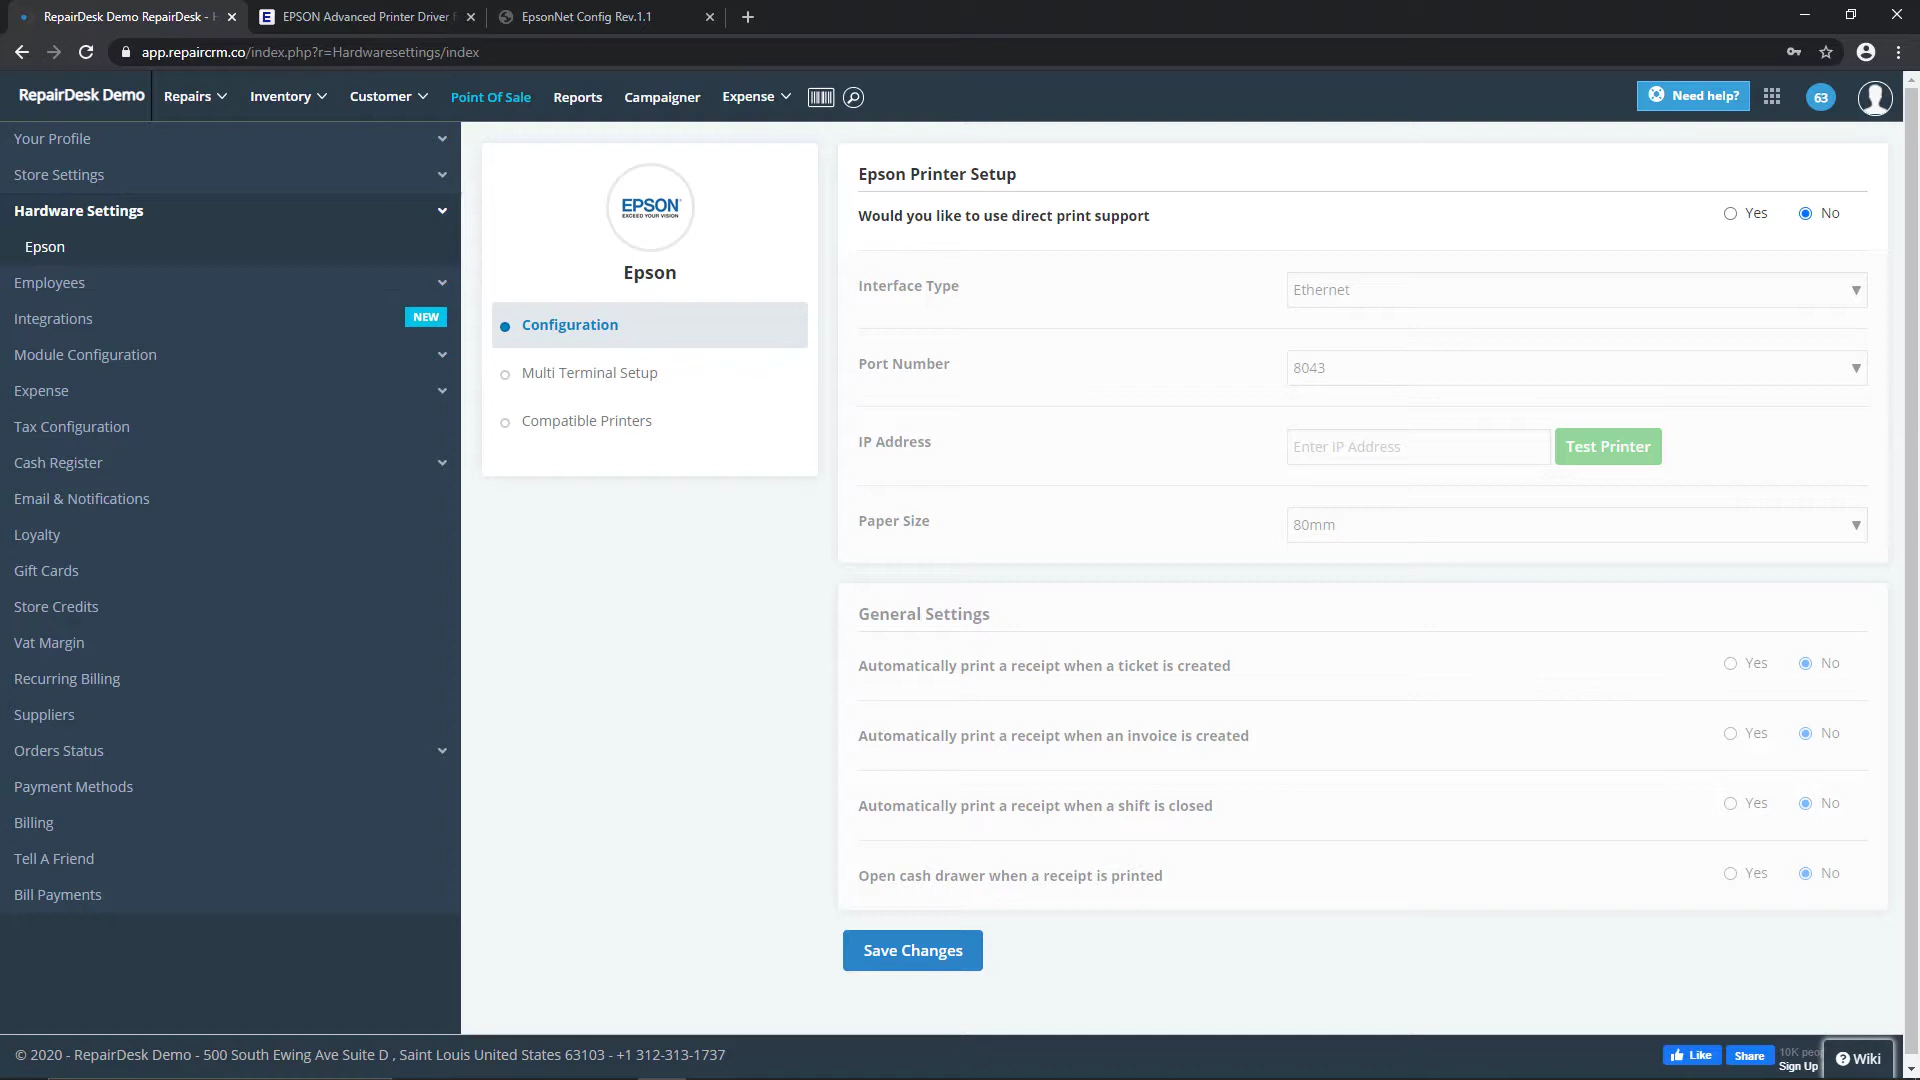 RepairDesk Demo RepairDesk -
EPSON Advanced Printer Driver
EpsonNet Config Rev.1.1
app.repaircrm.co/index.php?r=Hardwaresettings/index
RepairDesk Demo
Repairs
Inventory
Customer
Point Of Sale
Reports
Campaigner
Expense
Need help?
63
Your Profile
Store Settings
Hardware Settings
Epson
Employees
Integrations
NEW
Module Configuration
Expense
Tax Configuration
Cash Register
Email & Notifications
Loyalty
Gift Cards
Store Credits
Vat Margin
Recurring Billing
Suppliers
Orders Status
Payment Methods
Billing
Tell A Friend
Bill Payments
EPSON
EXCEED YOUR VISION
Epson
Configuration
Multi Terminal Setup
Compatible Printers
Epson Printer Setup
Would you like to use direct print support
Yes
No
Interface Type
Ethernet
Port Number
8043
IP Address
Enter IP Address
Test Printer
Paper Size
80mm
General Settings
Automatically print a receipt when a ticket is created
Yes
No
Automatically print a receipt when an invoice is created
Yes
No
Automatically print a receipt when a shift is closed
Yes
No
Open cash drawer when a receipt is printed
Yes
No
Save Changes
© 2020 - RepairDesk Demo - 500 South Ewing Ave Suite D , Saint Louis United States 63103 - +1 312-313-1737
Like
Share
10K
Sign Up
Wiki